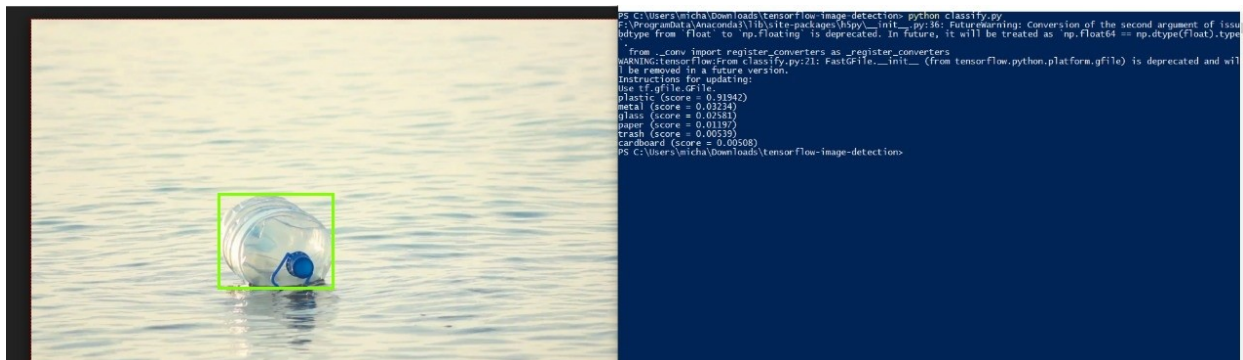 PS C:\Users\micha\Downloads\tensorflow-image-detection> python classify.py
F:\ProgramData\Anaconda3\lib\site-packages\h5py\__init__.py:36: FutureWarning: Conversion of the second argument of issu
bdtype from `float` to `np.floating` is deprecated. In future, it will be treated as `np.float64 == np.dtype(float).type
`.
from ._conv import register_converters as _register_converters
WARNING:tensorflow:From classify.py:21: FastGFile.__init__ (from tensorflow.python.platform.gfile) is deprecated and wil
l be removed in a future version.
Instructions for updating:
Use tf.gfile.GFile.
plastic (score = 0.91942)
metal (score = 0.03234)
glass (score = 0.02581)
paper (score = 0.01197)
trash (score = 0.00539)
cardboard (score = 0.00508)
PS C:\Users\micha\Downloads\tensorflow-image-detection>